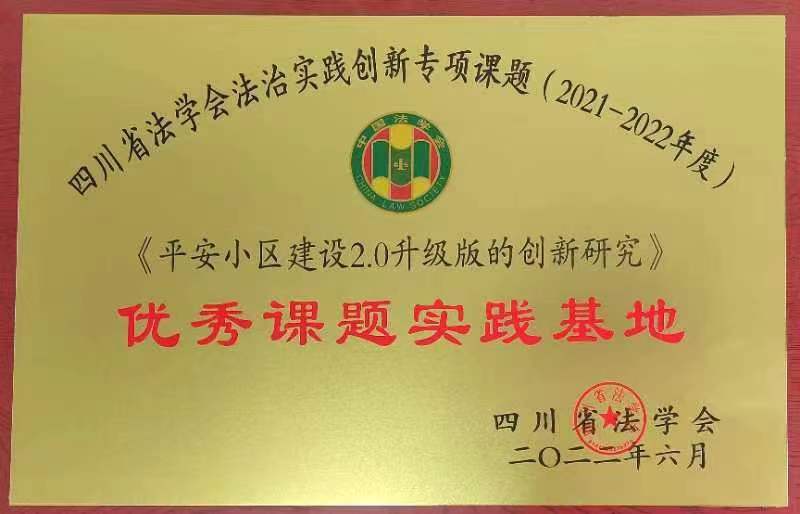 四川省法学会法治实践创新专项课题（2021-2022年度）
中国法学会
CHINA LAW SOCIETY
《平安小区建设2.0升级版的创新研究》
优秀课题实践基地
四川省法学会
二〇二二年六月